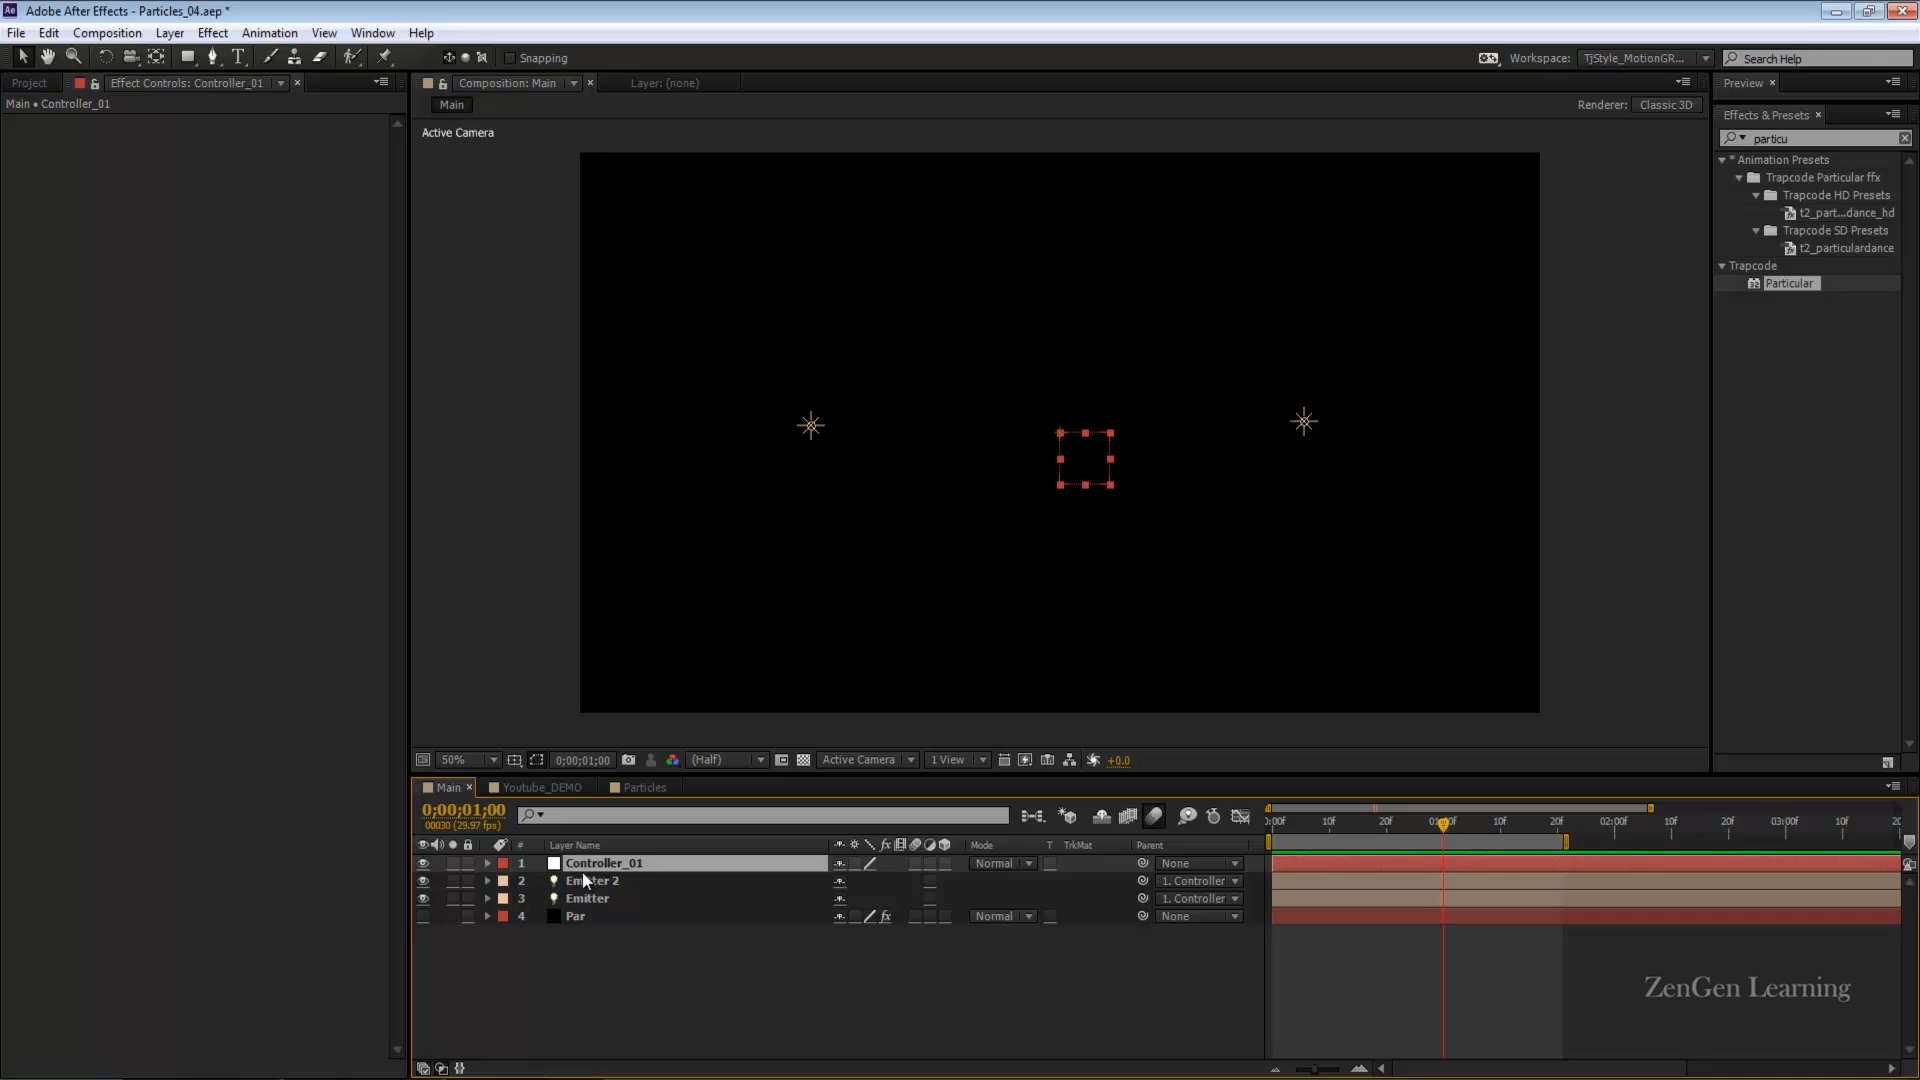 Adobe After Effects - Particles_04.aep *
File Edit Composition Layer Effect Animation View Window Help
Snapping
Workspace: TjStyle_MotionGR...
Search Help
Project
Effect Controls: Controller_01
Main • Controller_01
Composition: Main
Layer: (none)
Main
Renderer: Classic 3D
Active Camera
Preview
Effects & Presets
particu
* Animation Presets
Trapcode Particular ffx
Trapcode HD Presets
t2_part...dance_hd
Trapcode SD Presets
t2_particulardance
Trapcode
Particular
50%
0;00;01;00
(Half)
Active Camera
1 View
+0.0
Main
Youtube_DEMO
Particles
0;00;01;00
00030 (29.97 fps)
0:00f 10f 20f 01:00f 10f 20f 02:00f 10f 20f 03:00f 10f 20
# Layer Name Mode T TrkMat Parent
1 Controller_01 Normal None
2 Emitter 2 1. Controller
3 Emitter 1. Controller
4 Par Normal None
ZenGen Learning